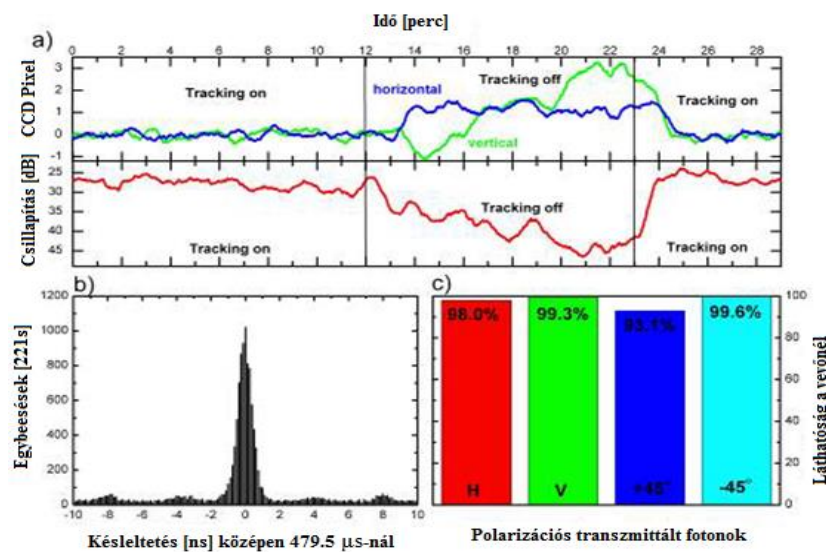 Idő [perc]
a)
0 2 4 6 8 10 12 14 16 18 20 22 24 26 28
CCD Pixel
3
2
1
0
-1
Tracking on
horizontal
Tracking off
vertical
Tracking on
Csillapítás [dB]
25
30
35
40
45
Tracking on
Tracking off
Tracking on
b)
Egybeesések [221s]
1200
1000
800
600
400
200
0
-10 -8 -6 -4 -2 0 2 4 6 8 10
Késleltetés [ns] középen 479.5 µs-nál
c)
98.0% 99.3% 93.1% 99.6%
H V +45° -45°
100
80
60
40
20
0
Láthatóság a vevőnél
Polarizációs transzmittált fotonok